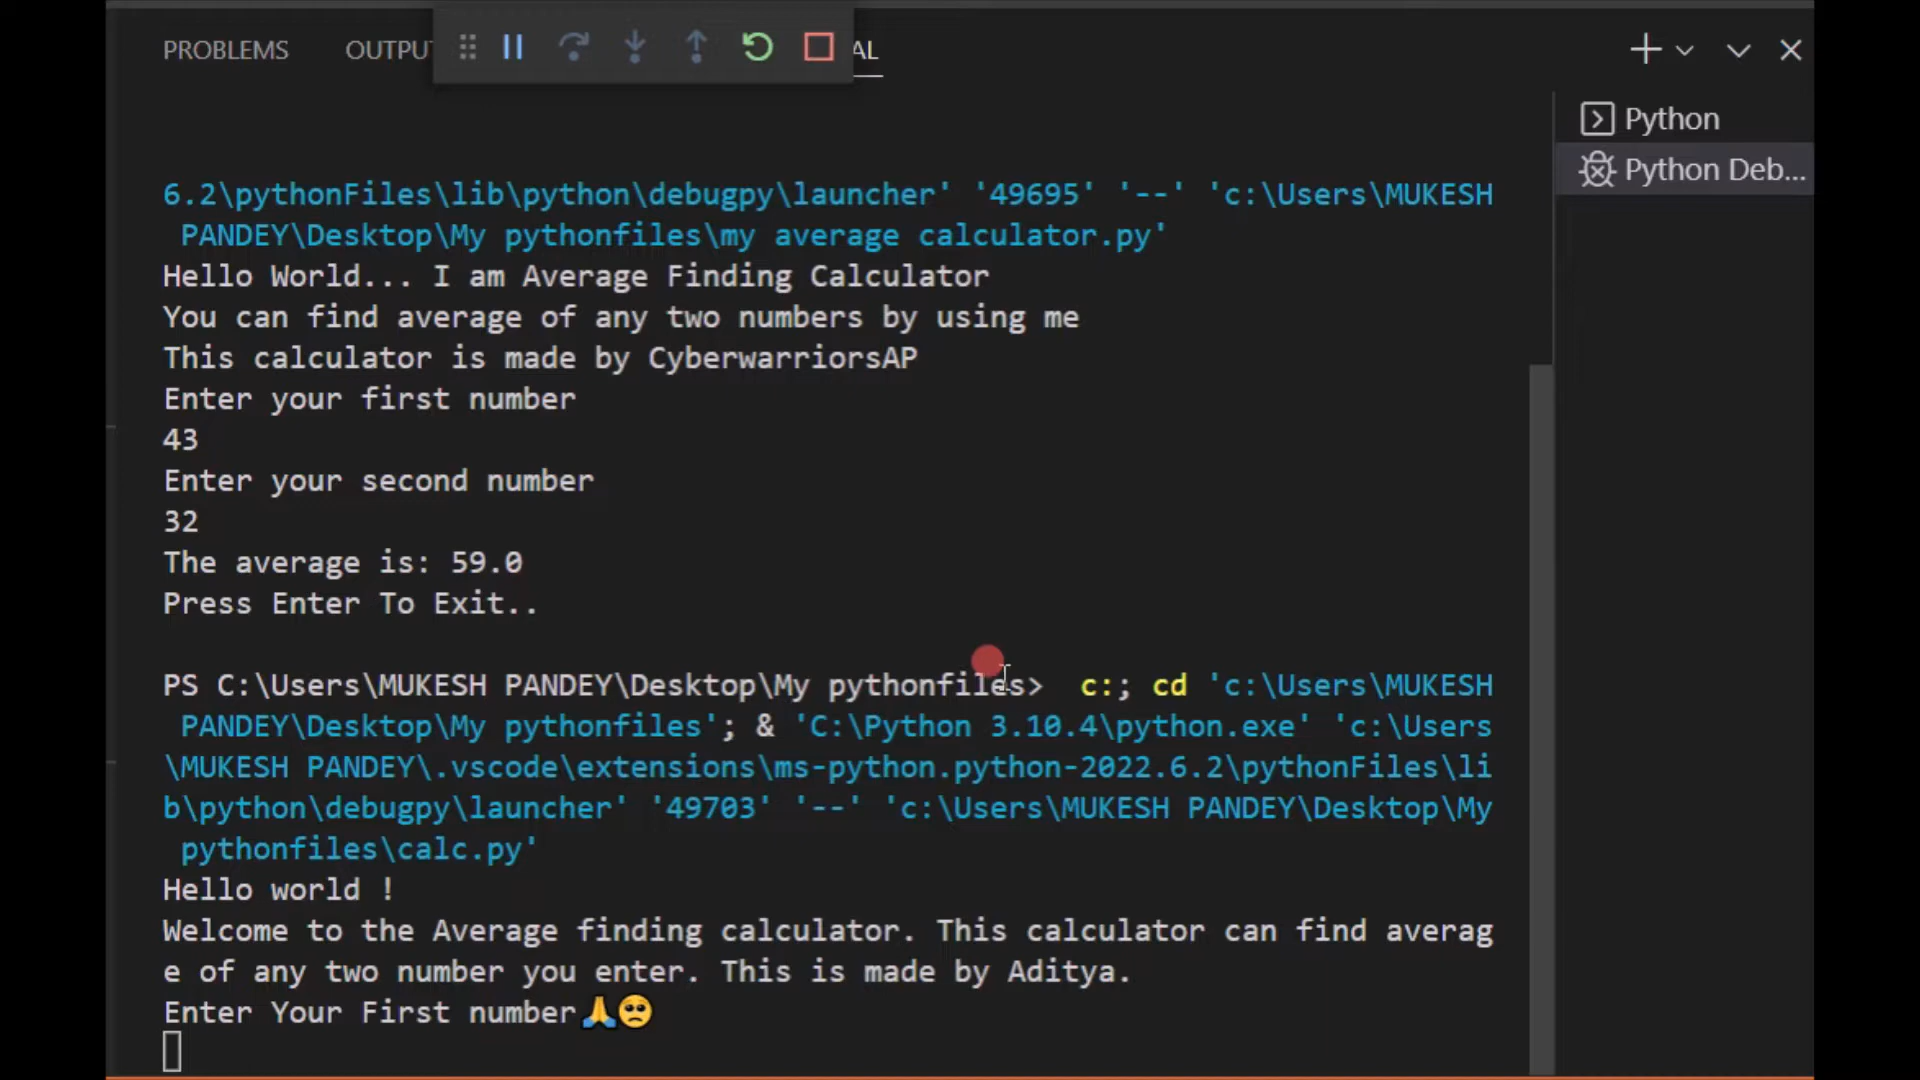 PROBLEMS OUTPU AL
Python
Python Deb...
6.2\pythonFiles\lib\python\debugpy\launcher' '49695' '--' 'c:\Users\MUKESH
PANDEY\Desktop\My pythonfiles\my average calculator.py'
Hello World... I am Average Finding Calculator
You can find average of any two numbers by using me
This calculator is made by CyberwarriorsAP
Enter your first number
43
Enter your second number
32
The average is: 59.0
Press Enter To Exit..
PS C:\Users\MUKESH PANDEY\Desktop\My pythonfiles>  c:; cd 'c:\Users\MUKESH
PANDEY\Desktop\My pythonfiles'; & 'C:\Python 3.10.4\python.exe' 'c:\Users
\MUKESH PANDEY\.vscode\extensions\ms-python.python-2022.6.2\pythonFiles\li
b\python\debugpy\launcher' '49703' '--' 'c:\Users\MUKESH PANDEY\Desktop\My
pythonfiles\calc.py'
Hello world !
Welcome to the Average finding calculator. This calculator can find averag
e of any two number you enter. This is made by Aditya.
Enter Your First number🙏🥺